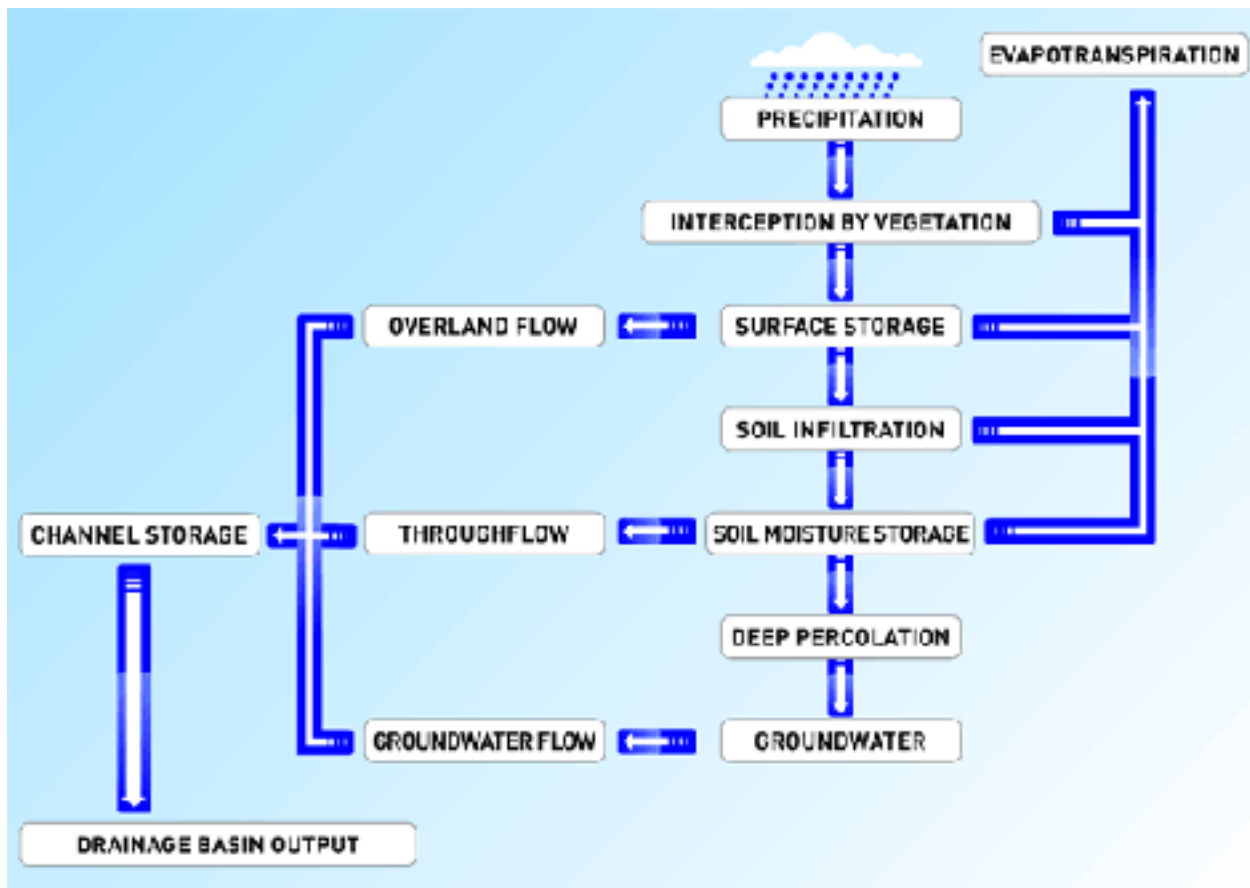 EVAPOTRANSPIRATION
PRECIPITATION
INTERCEPTION BY VEGETATION
OVERLAND FLOW
SURFACE STORAGE
SOIL INFILTRATION
CHANNEL STORAGE
THROUGHFLOW
SOIL MOISTURE STORAGE
DEEP PERCOLATION
GROUNDWATER FLOW
GROUNDWATER
DRAINAGE BASIN OUTPUT